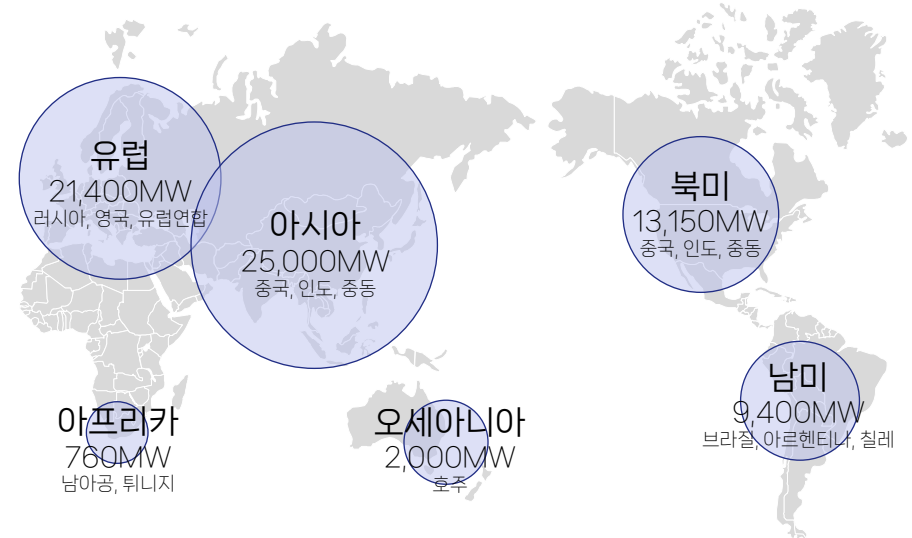 유럽
21,400MW
러시아, 영국, 유럽연합
아시아
25,000MW
중국, 인도, 중동
북미
13,150MW
중국, 인도, 중동
남미
9,400MW
브라질, 아르헨티나, 칠레
아프리카
760MW
남아공, 튀니지
오세아니아
2,000MW
호주